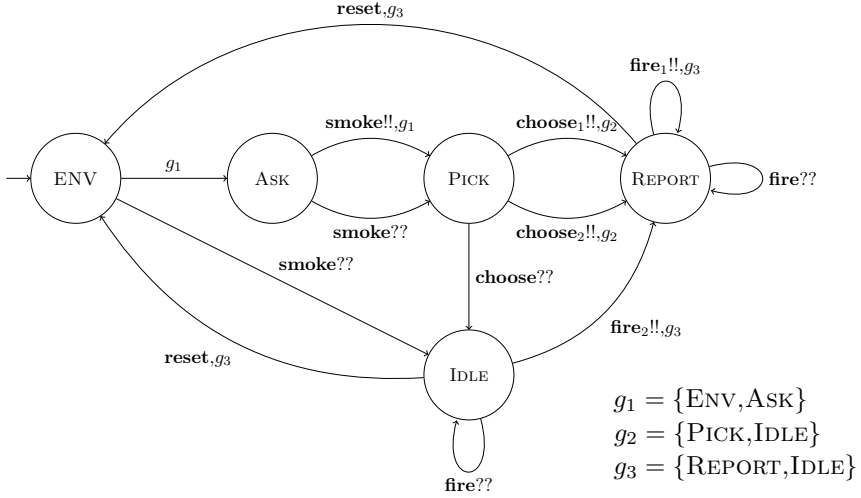 reset,g3
fire1!!,g3
smoke!!,g1
choose1!!,g2
g1
ENV
ASK
PICK
REPORT
fire??
smoke??
choose2!!,g2
smoke??
choose??
fire2!!,g3
reset,g3
IDLE
g1 = {ENV,ASK}
g2 = {PICK,IDLE}
g3 = {REPORT,IDLE}
fire??